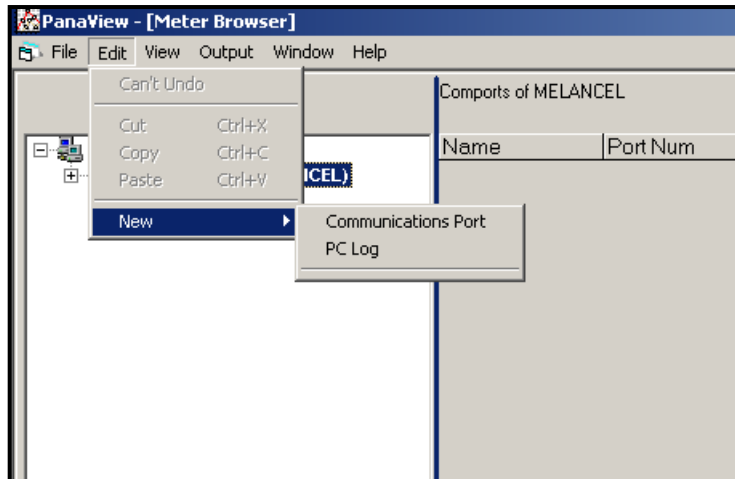 PanaView - [Meter Browser]
File Edit View Output Window Help
Can't Undo
Cut Ctrl+X
Copy Ctrl+C
Paste Ctrl+V
New
Communications Port
PC Log
ICEL)
Comports of MELANCEL
Name Port Num